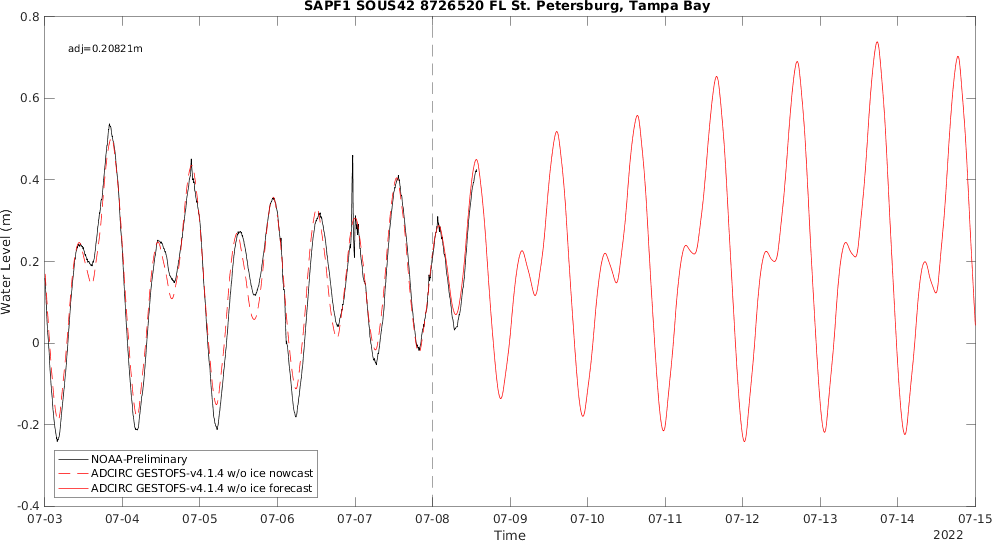 SAPF1 SOUS42 8726520 FL St. Petersburg, Tampa Bay
adj=0.20821m
Water Level (m)
0.8
0.6
0.4
0.2
0
-0.2
-0.4
NOAA-Preliminary
ADCIRC GESTOFS-v4.1.4 w/o ice nowcast
ADCIRC GESTOFS-v4.1.4 w/o ice forecast
07-03 07-04 07-05 07-06 07-07 07-08 07-09 07-10 07-11 07-12 07-13 07-14 07-15
Time
2022